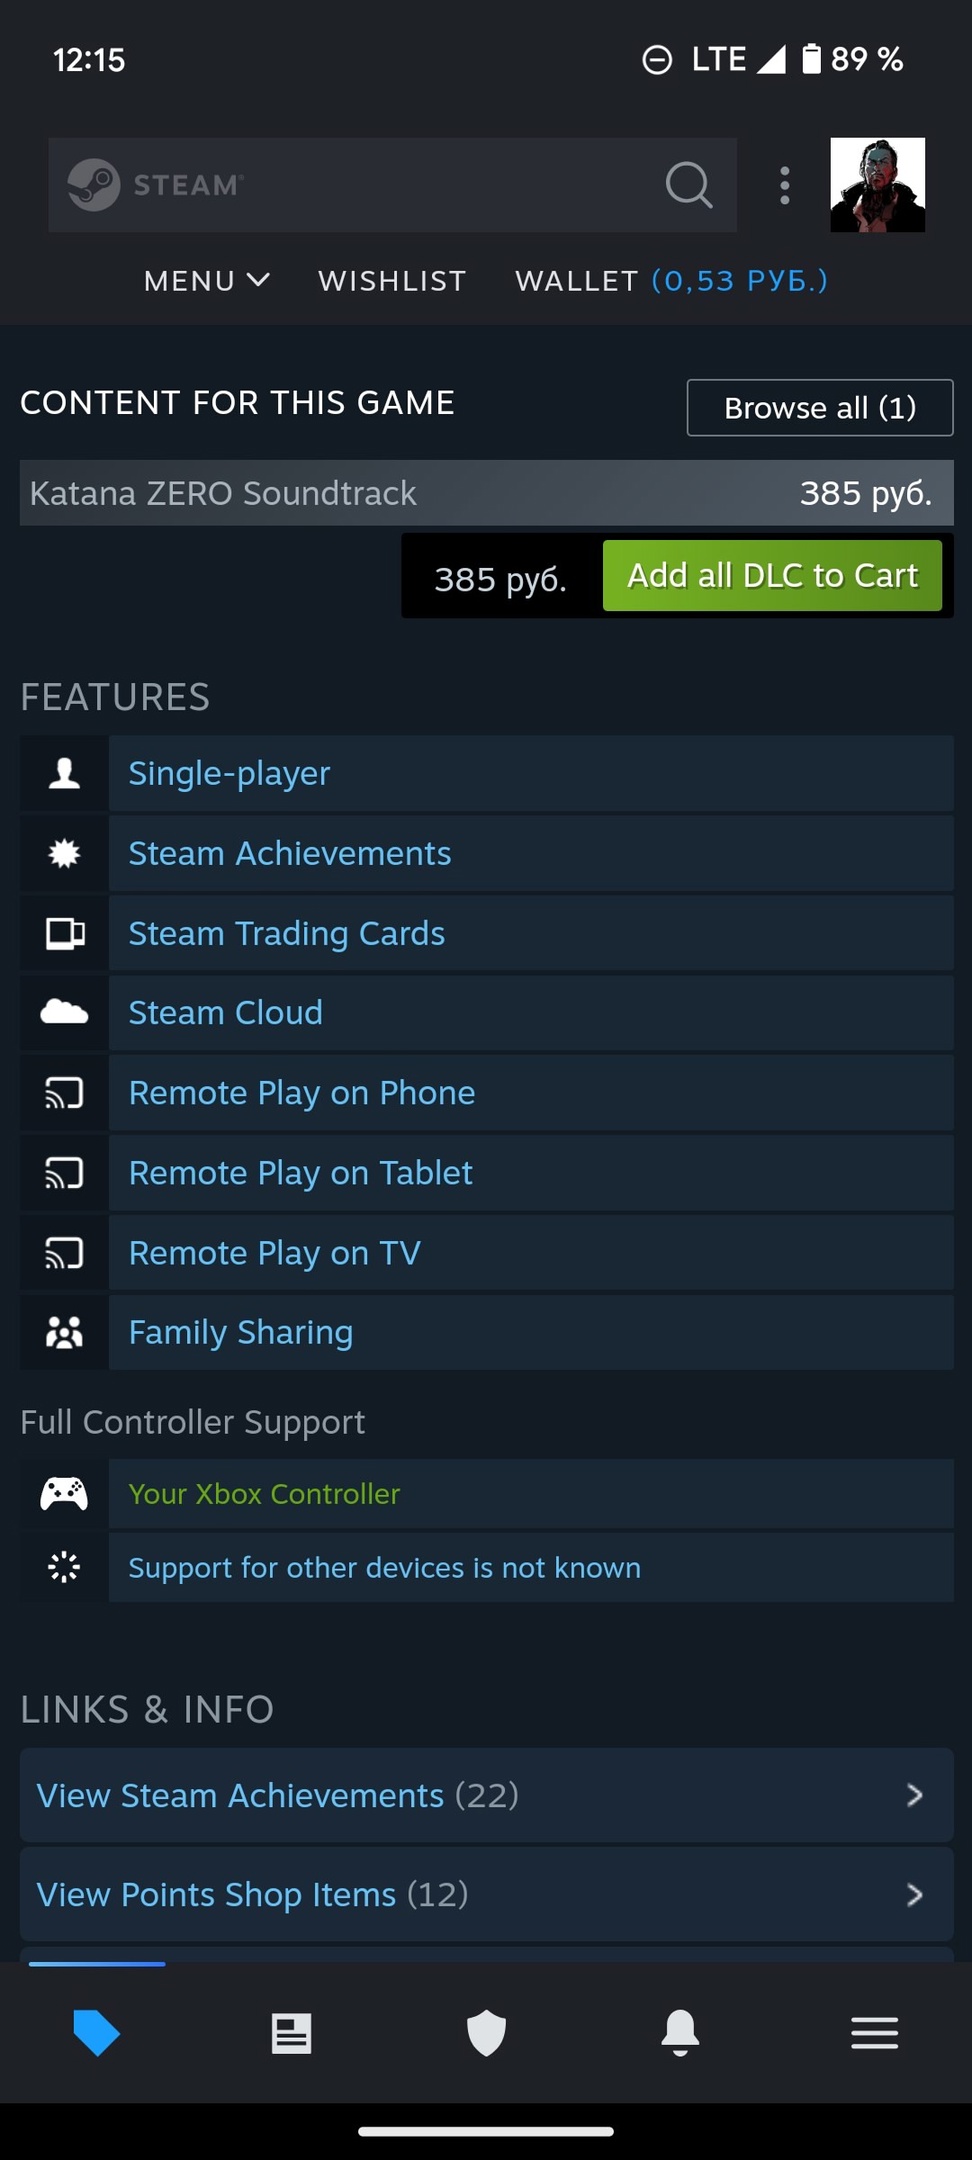 12:15
LTE 89 %
STEAM
MENU WISHLIST WALLET (0,53 РУБ.)
CONTENT FOR THIS GAME
Browse all (1)
Katana ZERO Soundtrack 385 руб.
385 руб. Add all DLC to Cart
FEATURES
Single-player
Steam Achievements
Steam Trading Cards
Steam Cloud
Remote Play on Phone
Remote Play on Tablet
Remote Play on TV
Family Sharing
Full Controller Support
Your Xbox Controller
Support for other devices is not known
LINKS & INFO
View Steam Achievements (22)
View Points Shop Items (12)